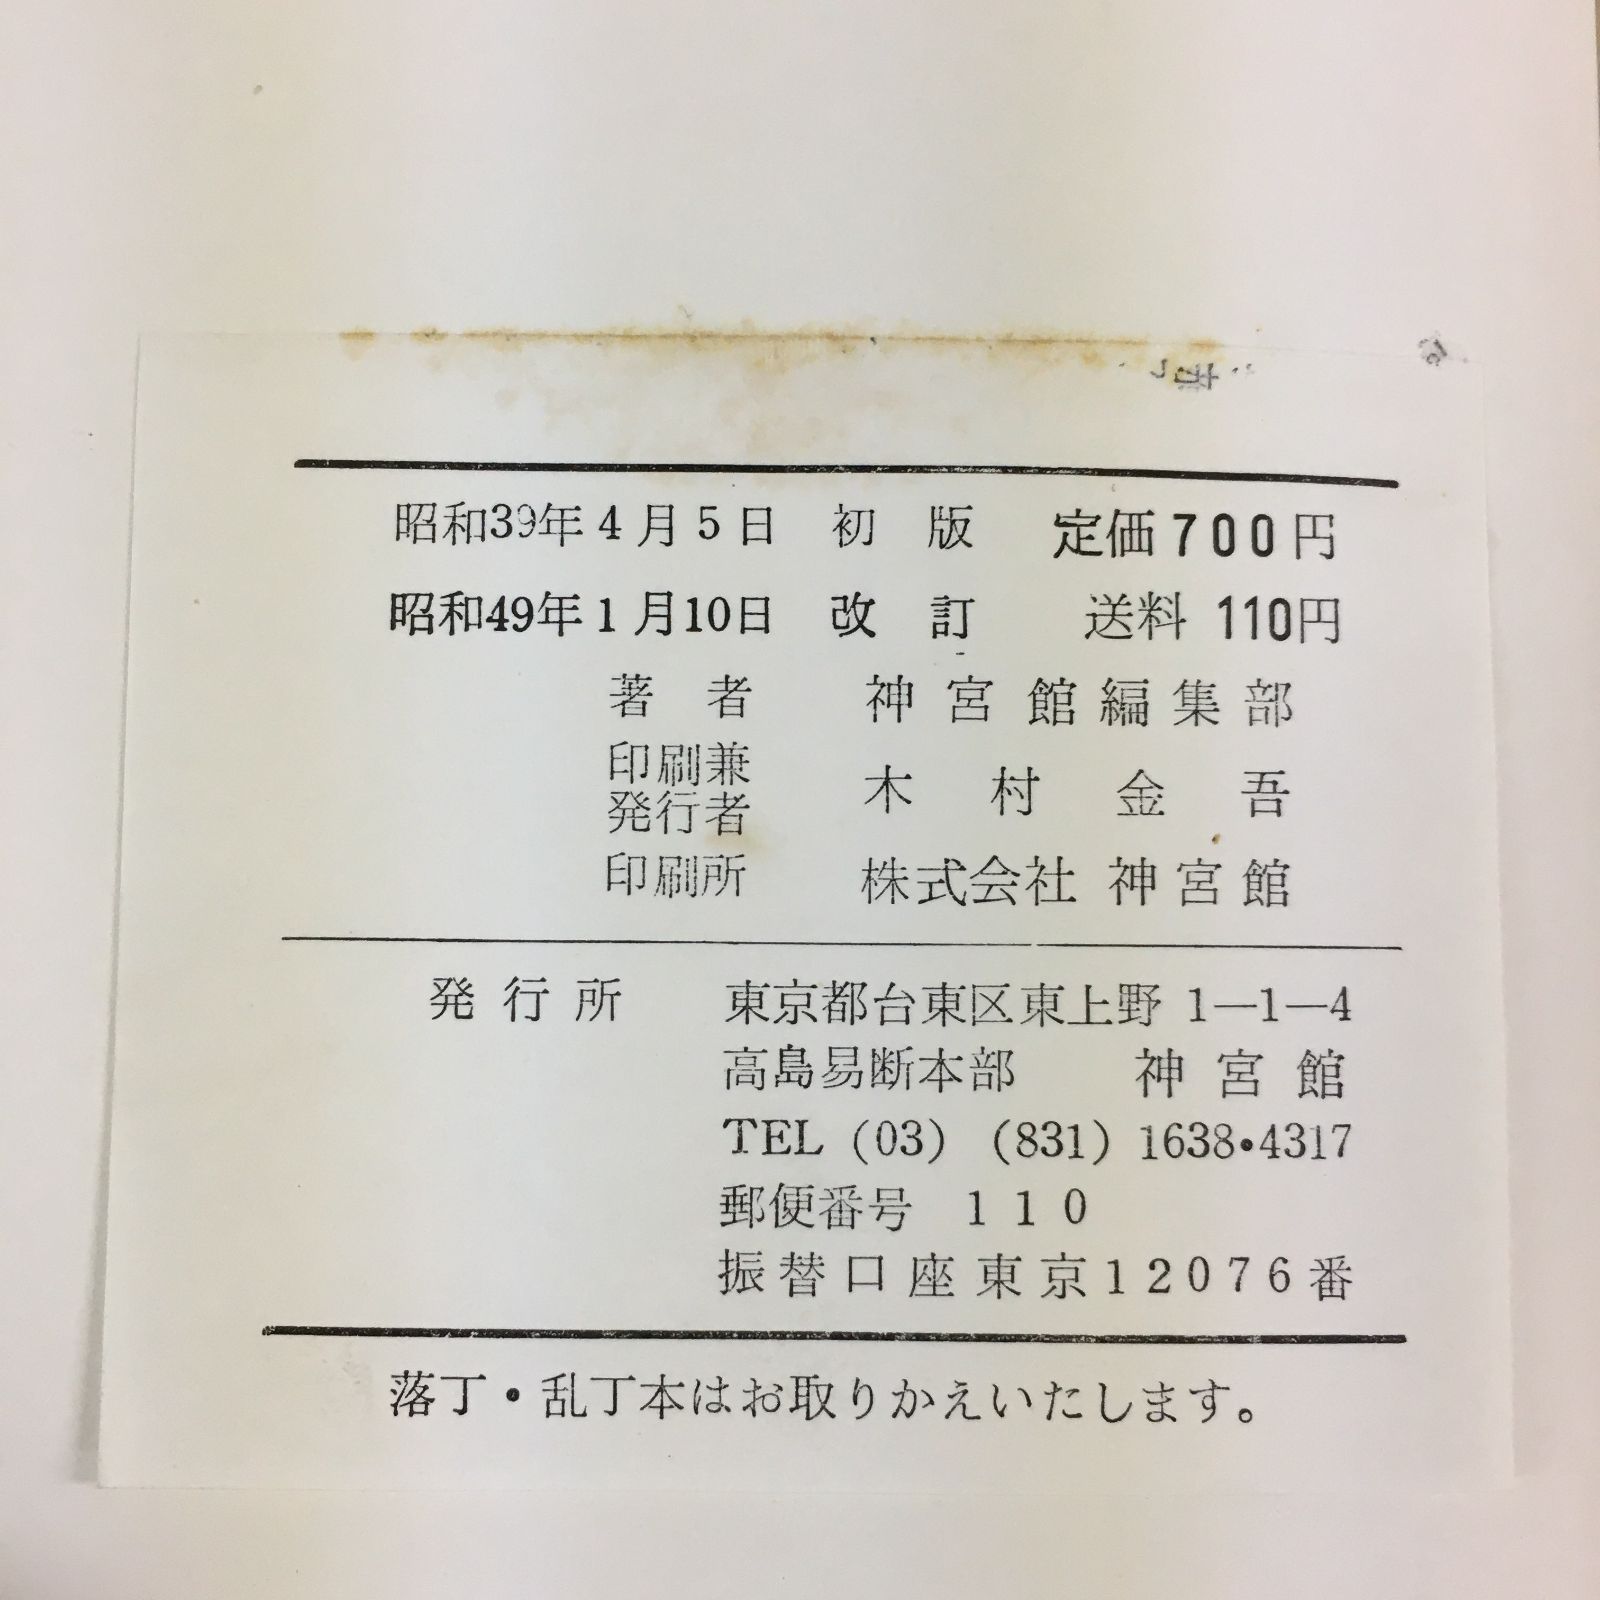 昭和39年4月5日 初版 定価700円
昭和49年1月10日 改訂 送料 110円
著者 神宮館編集部
印刷兼
発行者 木村金吾
印刷所 株式会社 神宮館
発行所 東京都台東区東上野 1―1―4
高島易断本部 神宮館
TEL (03) (831) 1638・4317
郵便番号 110
振替口座東京12076番
落丁・乱丁本はお取りかえいたします。